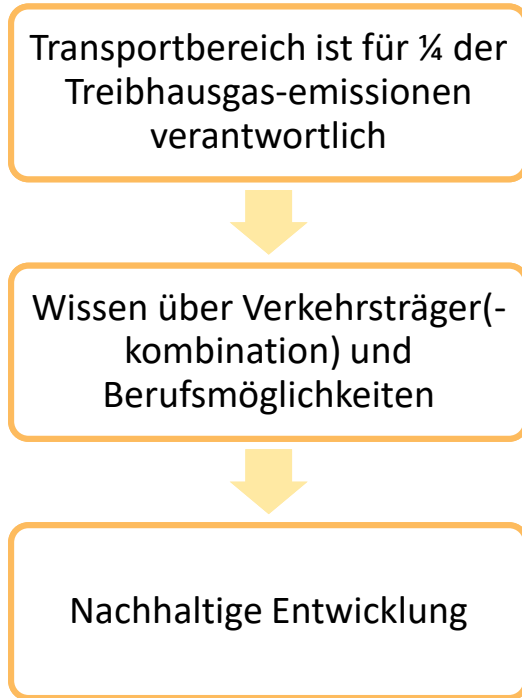 Transportbereich ist für ¼ der
Treibhausgas-emissionen
verantwortlich
Wissen über Verkehrsträger(-
kombination) und
Berufsmöglichkeiten
Nachhaltige Entwicklung